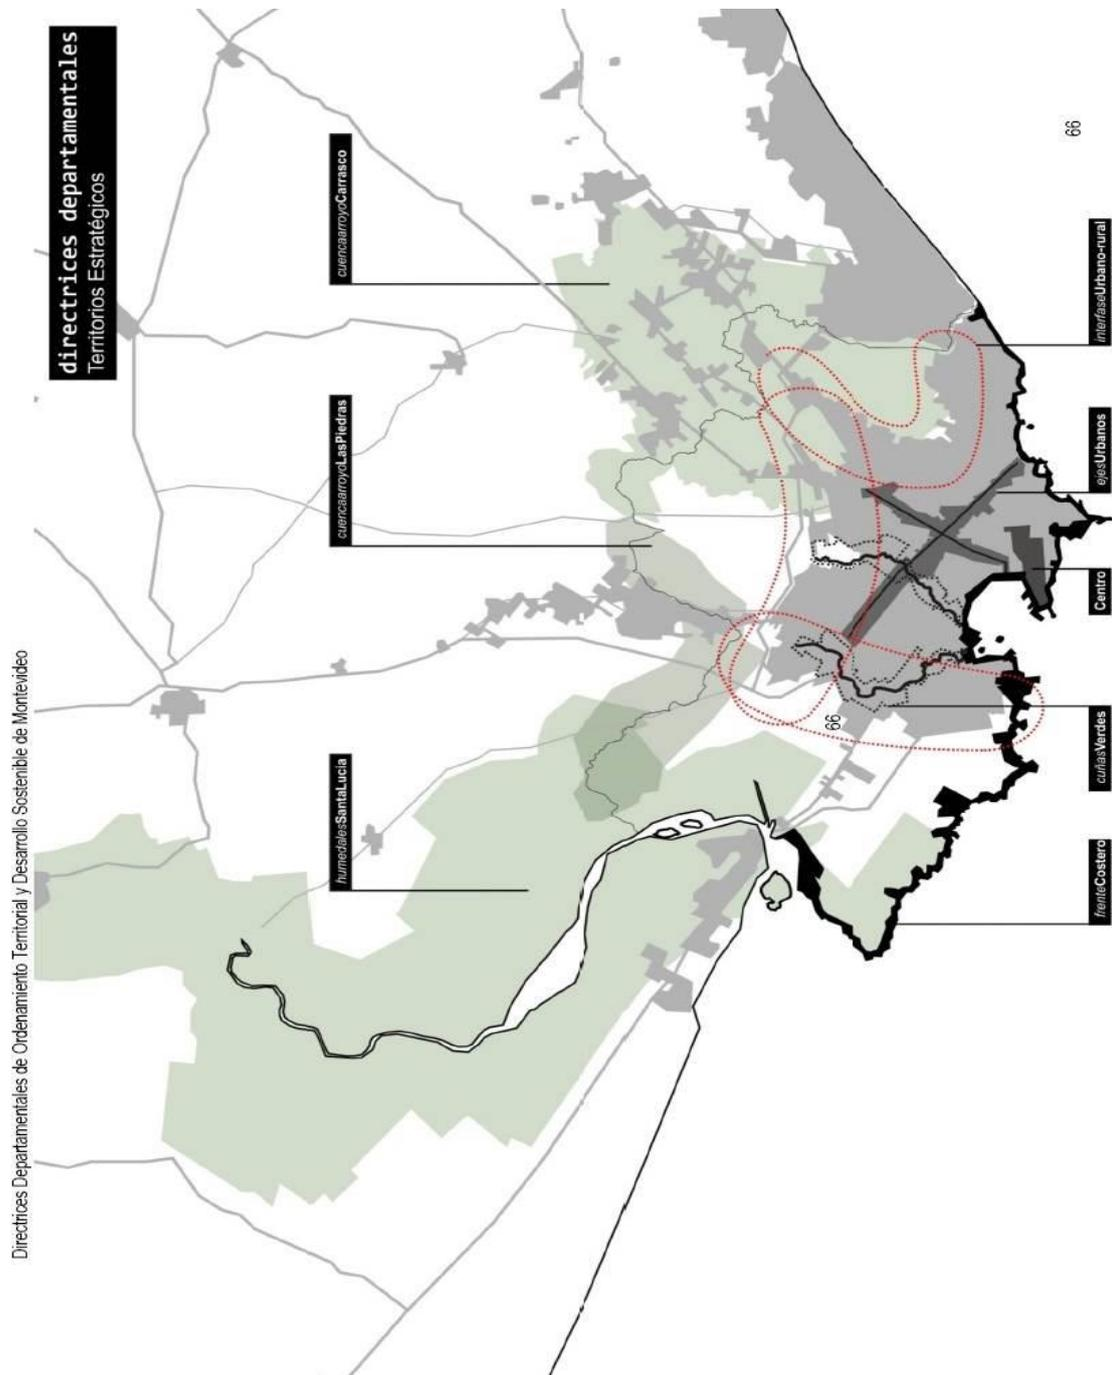 Directrices Departamentales de Ordenamiento Territorial y Desarrollo Sostenible de Montevideo
directrices departamentales
Territorios Estratégicos
humedalesSantaLucia
cuencaarroyoLasPiedras
cuencaarroyoCarrasco
frenteCostero
cuñasVerdes
Centro
ejesUrbanos
interfaseUrbano-rural
66
66